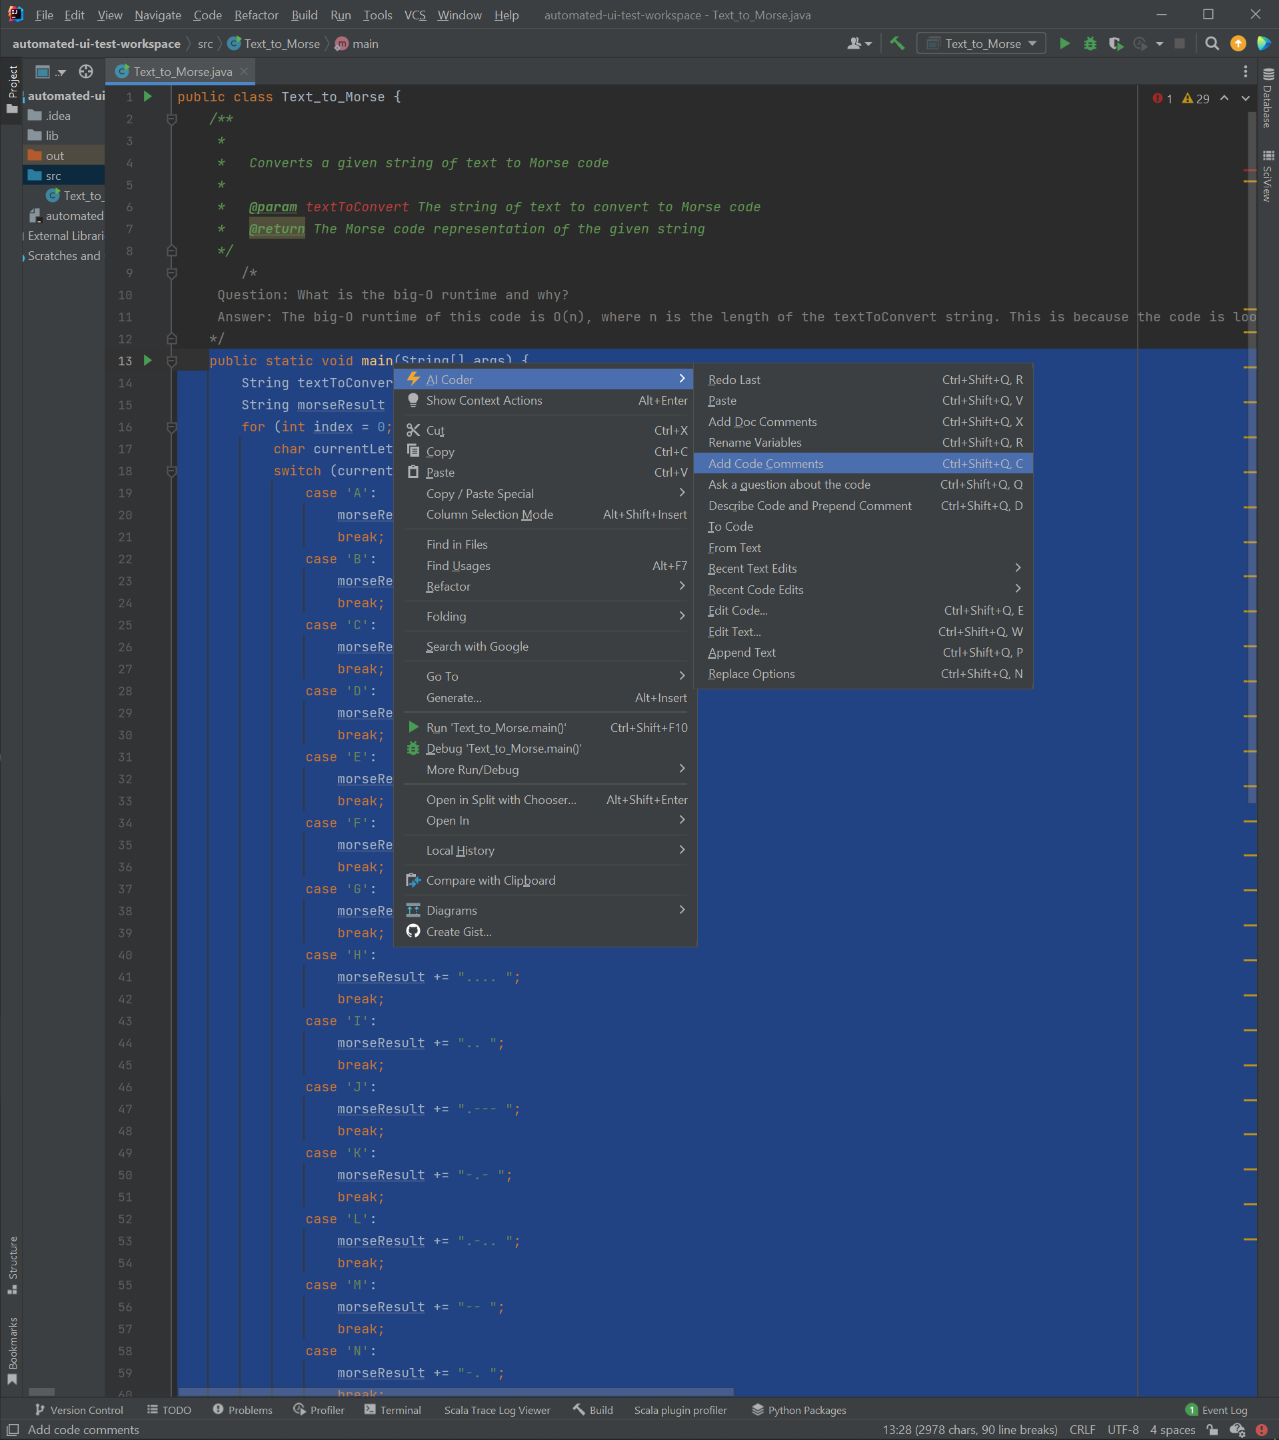 File Edit View Navigate Code Refactor Build Run Tools VCS Window Help automated-ui-test-workspace - Text_to_Morse.java
automated-ui-test-workspace src Text_to_Morse main Text_to_Morse
Project
Text_to_Morse.java
automated-ui
.idea
lib
out
src
Text_to_
automated
External Librari
Scratches and
Structure
Bookmarks
1 29
1 public class Text_to_Morse {
2 /**
3 *
4 * Converts a given string of text to Morse code
5 *
6 * @param textToConvert The string of text to convert to Morse code
7 * @return The Morse code representation of the given string
8 */
9 /*
10 Question: What is the big-O runtime and why?
11 Answer: The big-O runtime of this code is O(n), where n is the length of the textToConvert string. This is because the code is loo
12 */
13 public static void main(String[] args) {
14 String textToConver
15 String morseResult
16 for (int index = 0;
17 char currentLet
18 switch (current
19 case 'A':
20 morseRe
21 break;
22 case 'B':
23 morseRe
24 break;
25 case 'C':
26 morseRe
27 break;
28 case 'D':
29 morseRe
30 break;
31 case 'E':
32 morseRe
33 break;
34 case 'F':
35 morseRe
36 break;
37 case 'G':
38 morseRe
39 break;
40 case 'H':
41 morseResult += ".... ";
42 break;
43 case 'I':
44 morseResult += ".. ";
45 break;
46 case 'J':
47 morseResult += ".--- ";
48 break;
49 case 'K':
50 morseResult += "-.- ";
51 break;
52 case 'L':
53 morseResult += ".-.. ";
54 break;
55 case 'M':
56 morseResult += "-- ";
57 break;
58 case 'N':
59 morseResult += "-. ";
60 break;
AI Coder
Show Context Actions Alt+Enter
Cut Ctrl+X
Copy Ctrl+C
Paste Ctrl+V
Copy / Paste Special
Column Selection Mode Alt+Shift+Insert
Find in Files
Find Usages Alt+F7
Refactor
Folding
Search with Google
Go To
Generate... Alt+Insert
Run 'Text_to_Morse.main()' Ctrl+Shift+F10
Debug 'Text_to_Morse.main()'
More Run/Debug
Open in Split with Chooser... Alt+Shift+Enter
Open In
Local History
Compare with Clipboard
Diagrams
Create Gist...
Redo Last Ctrl+Shift+Q, R
Paste Ctrl+Shift+Q, V
Add Doc Comments Ctrl+Shift+Q, X
Rename Variables Ctrl+Shift+Q, R
Add Code Comments Ctrl+Shift+Q, C
Ask a question about the code Ctrl+Shift+Q, Q
Describe Code and Prepend Comment Ctrl+Shift+Q, D
To Code
From Text
Recent Text Edits
Recent Code Edits
Edit Code... Ctrl+Shift+Q, E
Edit Text... Ctrl+Shift+Q, W
Append Text Ctrl+Shift+Q, P
Replace Options Ctrl+Shift+Q, N
Database
SciView
Version Control TODO Problems Profiler Terminal Scala Trace Log Viewer Build Scala plugin profiler Python Packages 1 Event Log
Add code comments 13:28 (2978 chars, 90 line breaks) CRLF UTF-8 4 spaces